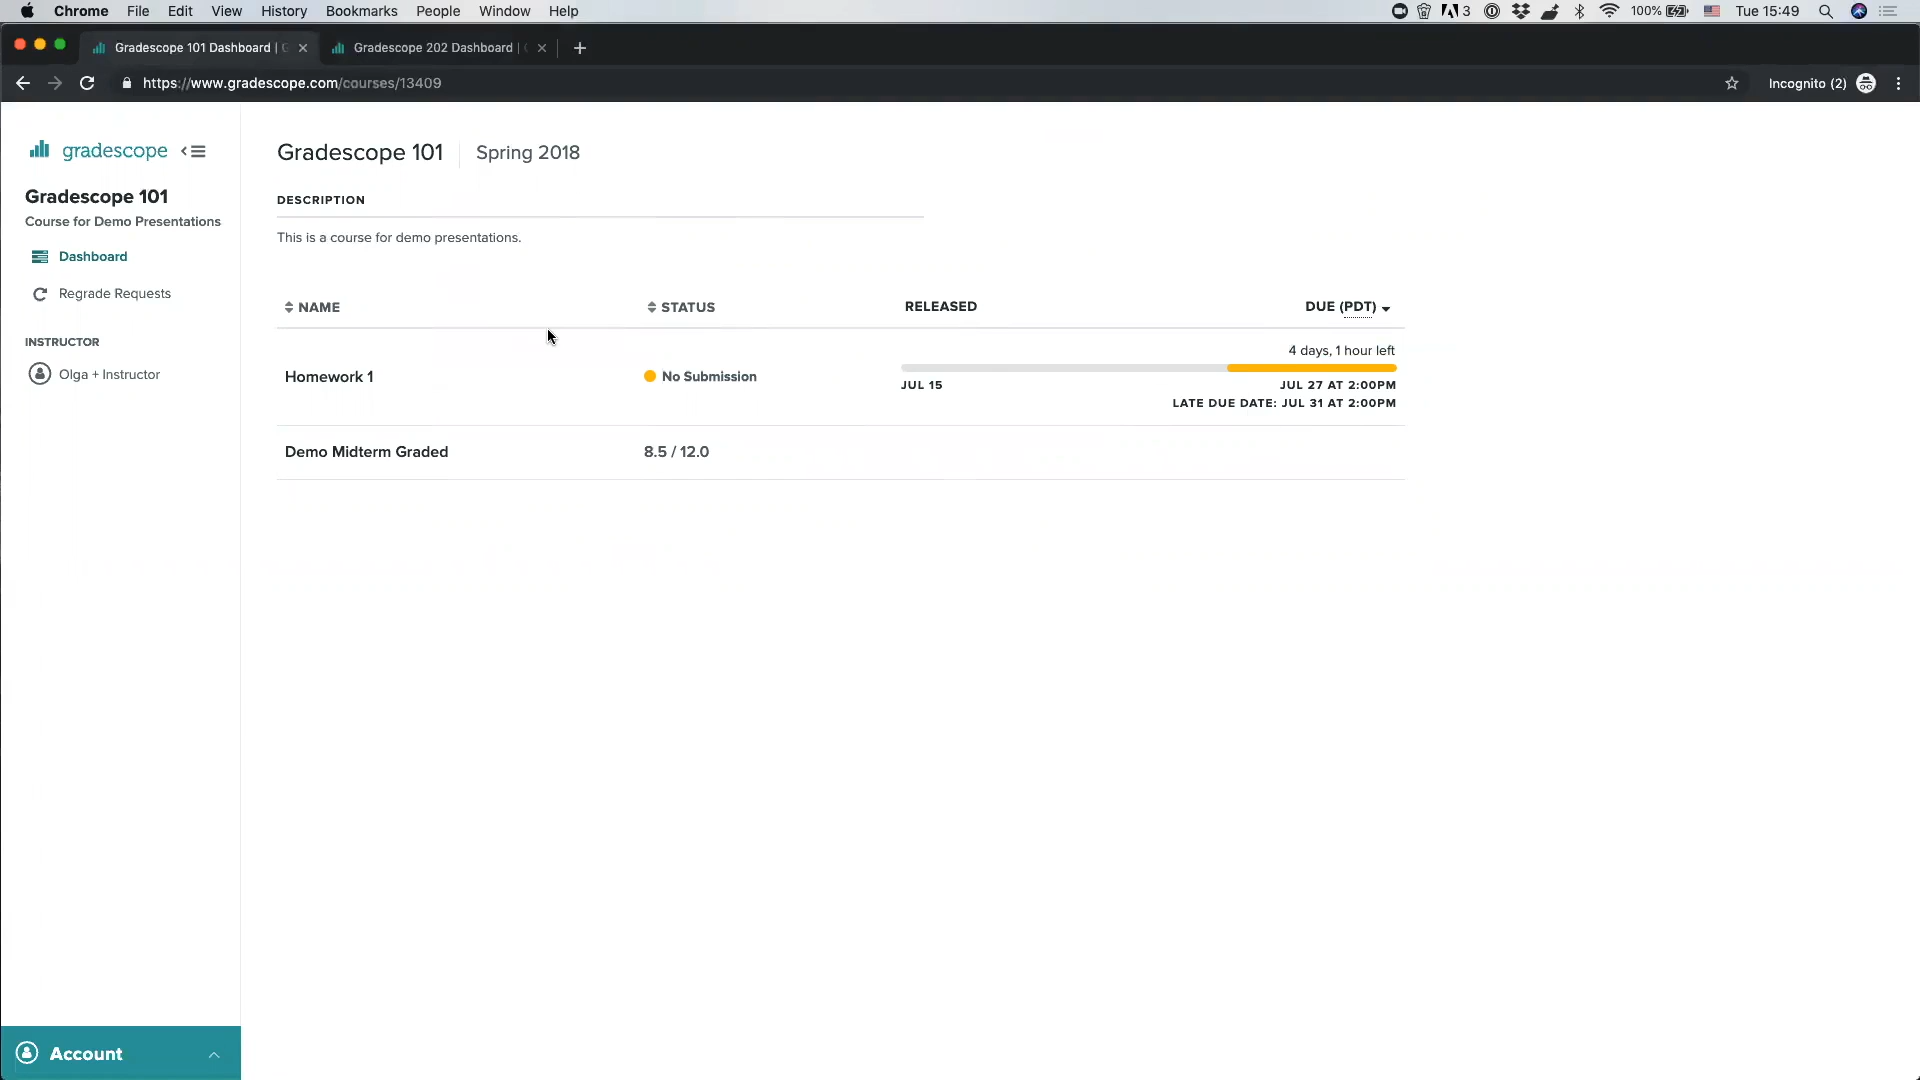 Chrome File Edit View History Bookmarks People Window Help 3 100% Tue 15:49
Gradescope 101 Dashboard | Gradescope 202 Dashboard |
https://www.gradescope.com/courses/13409 Incognito (2)
gradescope
Gradescope 101
Course for Demo Presentations
Dashboard
Regrade Requests
INSTRUCTOR
Olga + Instructor
Account
Gradescope 101 Spring 2018
DESCRIPTION
This is a course for demo presentations.
NAME STATUS RELEASED DUE (PDT)
4 days, 1 hour left
Homework 1 No Submission
JUL 15 JUL 27 AT 2:00PM
LATE DUE DATE: JUL 31 AT 2:00PM
Demo Midterm Graded 8.5 / 12.0